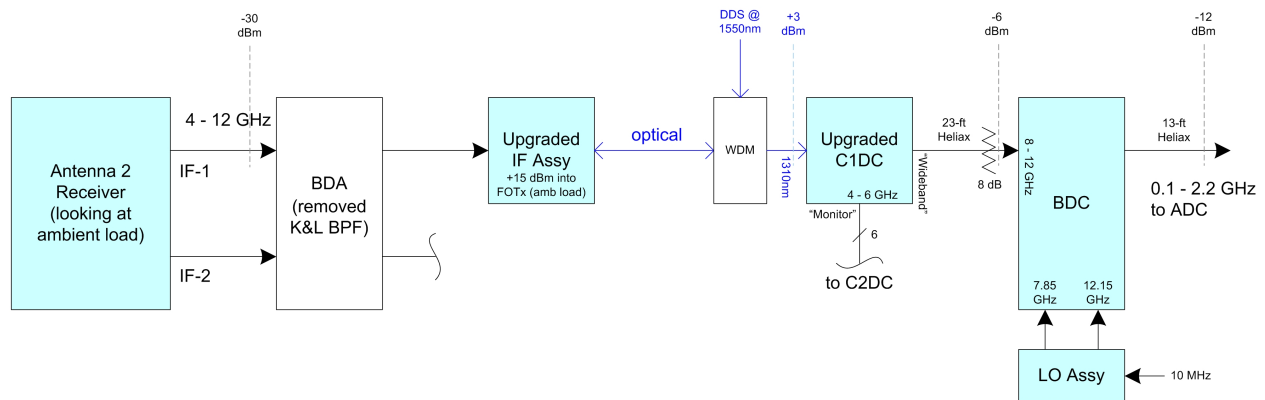 -30
dBm
DDS @
1550nm
+3
dBm
-6
dBm
-12
dBm
Antenna 2
Receiver
(looking at
ambient load)
4 - 12 GHz
IF-1
IF-2
BDA
(removed
K&L BPF)
Upgraded
IF Assy
+15 dBm into
FOTx (amb load)
optical
WDM
1310nm
Upgraded
C1DC
4 - 6 GHz
"Monitor"
"Wideband"
6
to C2DC
23-ft
Heliax
8 dB
8 - 12 GHz
BDC
7.85
GHz
12.15
GHz
13-ft
Heliax
0.1 - 2.2 GHz
to ADC
LO Assy
10 MHz